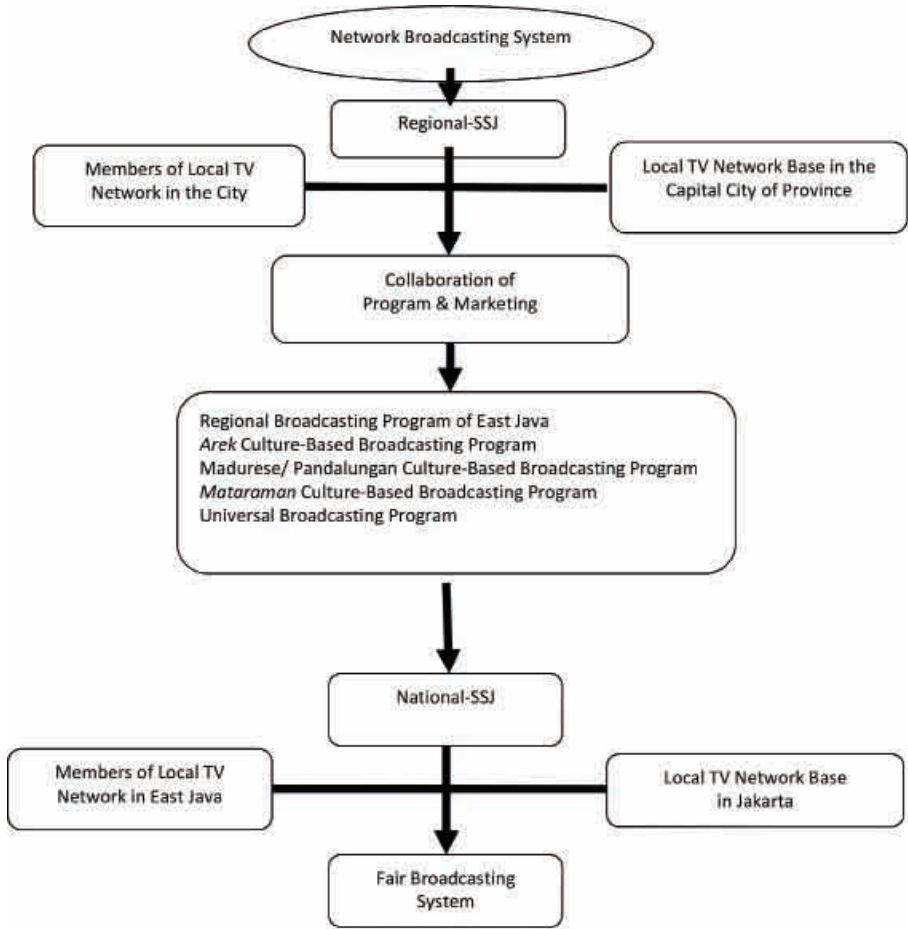 Network Broadcasting System
Regional-SSJ
Members of Local TV
Network in the City
Local TV Network Base in the
Capital City of Province
Collaboration of
Program & Marketing
Regional Broadcasting Program of East Java
Arek Culture-Based Broadcasting Program
Madurese/ Pandalungan Culture-Based Broadcasting Program
Mataraman Culture-Based Broadcasting Program
Universal Broadcasting Program
National-SSJ
Members of Local TV
Network in East Java
Local TV Network Base
in Jakarta
Fair Broadcasting
System